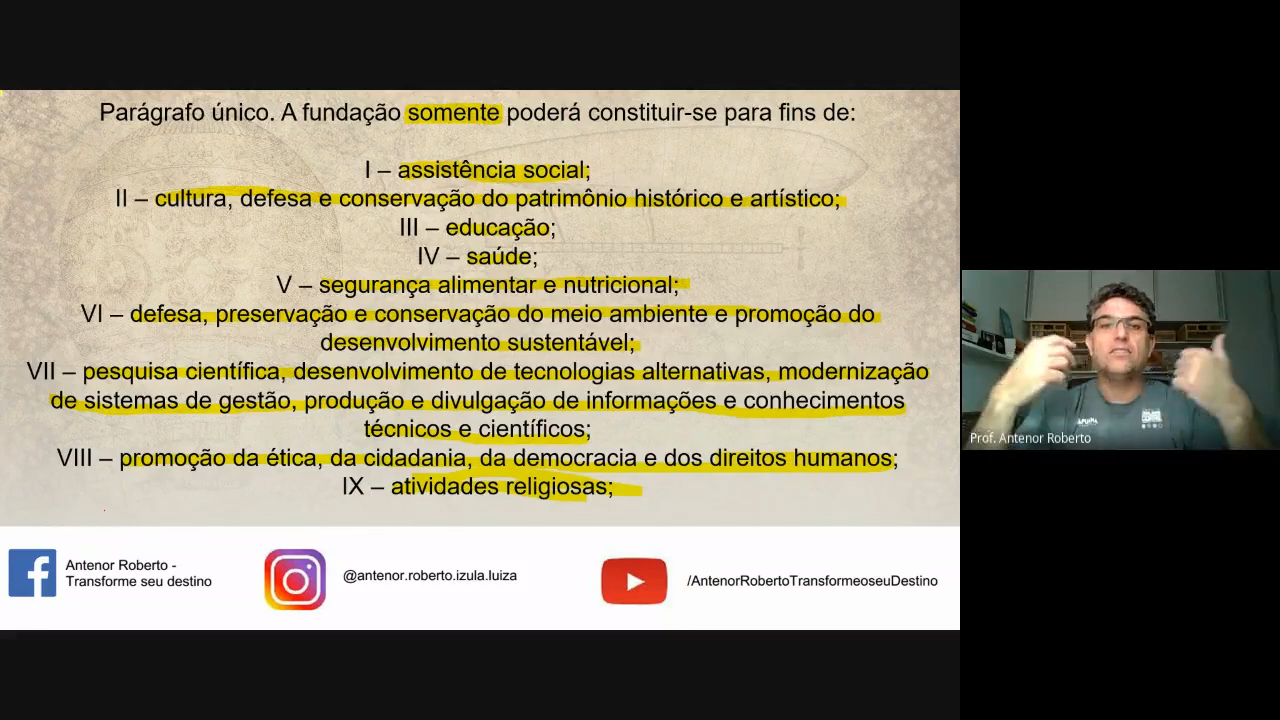 Parágrafo único. A fundação somente poderá constituir-se para fins de:
I – assistência social;
II – cultura, defesa e conservação do patrimônio histórico e artístico;
III – educação;
IV – saúde;
V – segurança alimentar e nutricional;
VI – defesa, preservação e conservação do meio ambiente e promoção do
desenvolvimento sustentável;
VII – pesquisa científica, desenvolvimento de tecnologias alternativas, modernização
de sistemas de gestão, produção e divulgação de informações e conhecimentos
técnicos e científicos;
VIII – promoção da ética, da cidadania, da democracia e dos direitos humanos;
IX – atividades religiosas;
Antenor Roberto -
Transforme seu destino
@antenor.roberto.izula.luiza
/AntenorRobertoTransformeoseuDestino
Prof. Antenor Roberto